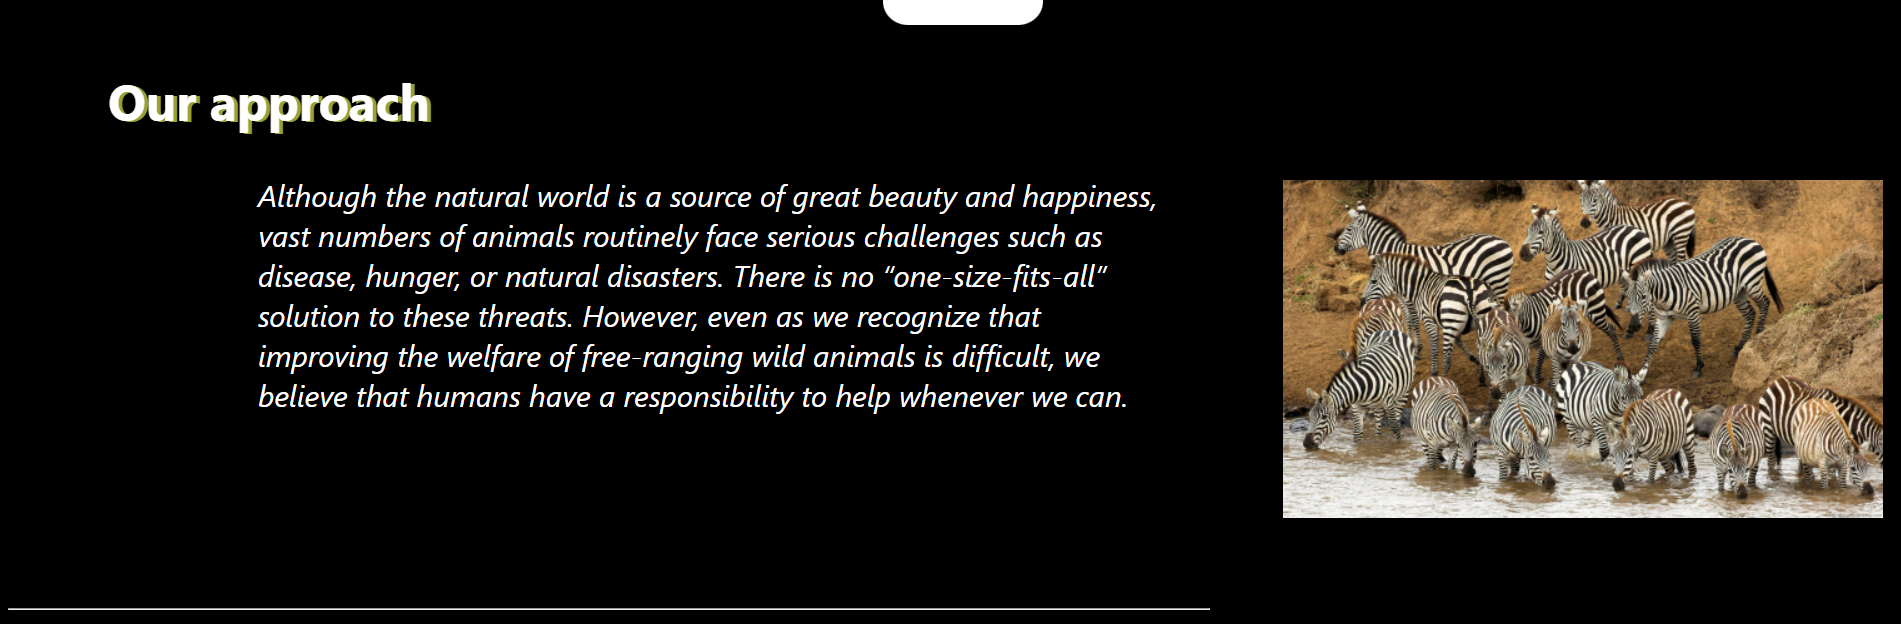 Our approach
Although the natural world is a source of great beauty and happiness,
vast numbers of animals routinely face serious challenges such as
disease, hunger, or natural disasters. There is no “one-size-fits-all”
solution to these threats. However, even as we recognize that
improving the welfare of free-ranging wild animals is difficult, we
believe that humans have a responsibility to help whenever we can.